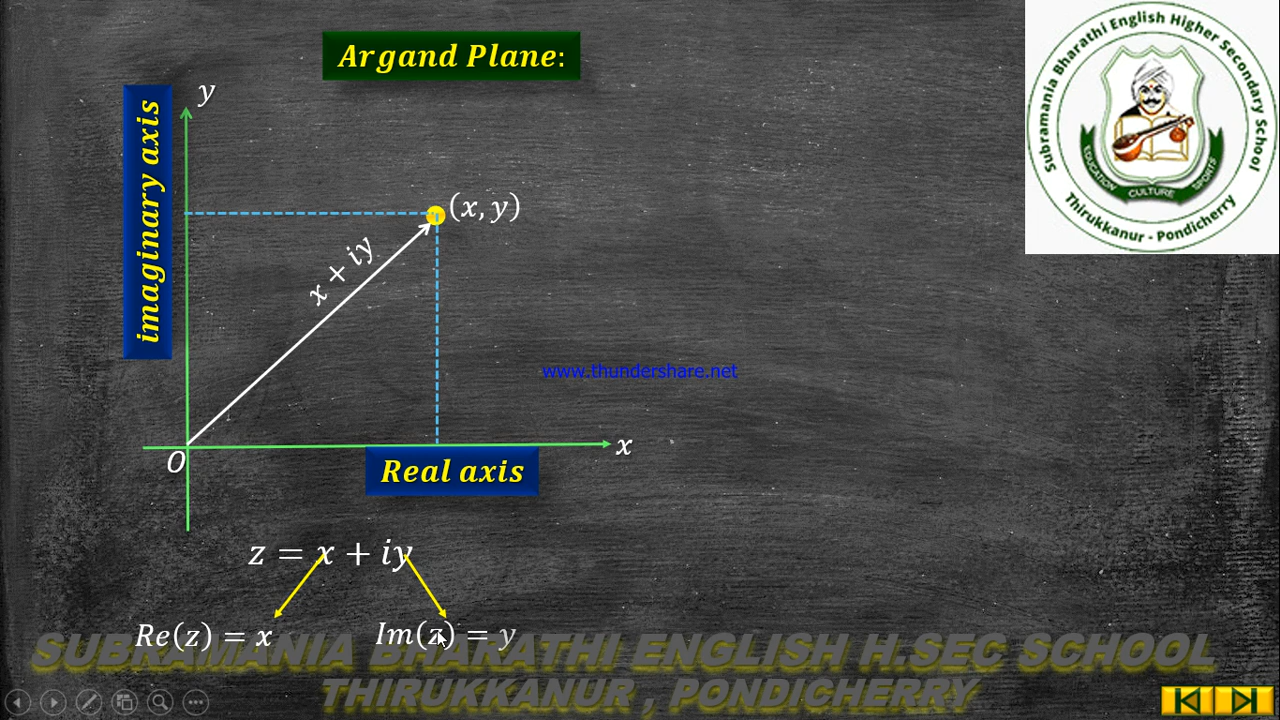 Argand Plane:
y
imaginary axis
(x, y)
x + iy
x
O
Real axis
z = x + iy
Re(z) = x
Im(z) = y
www.thundershare.net
Subramania Bharathi English Higher Secondary School
EDUCATION
CULTURE
SPORTS
Thirukkanur - Pondicherry
SUBRAMANIA BHARATHI ENGLISH H.SEC SCHOOL
THIRUKKANUR , PONDICHERRY